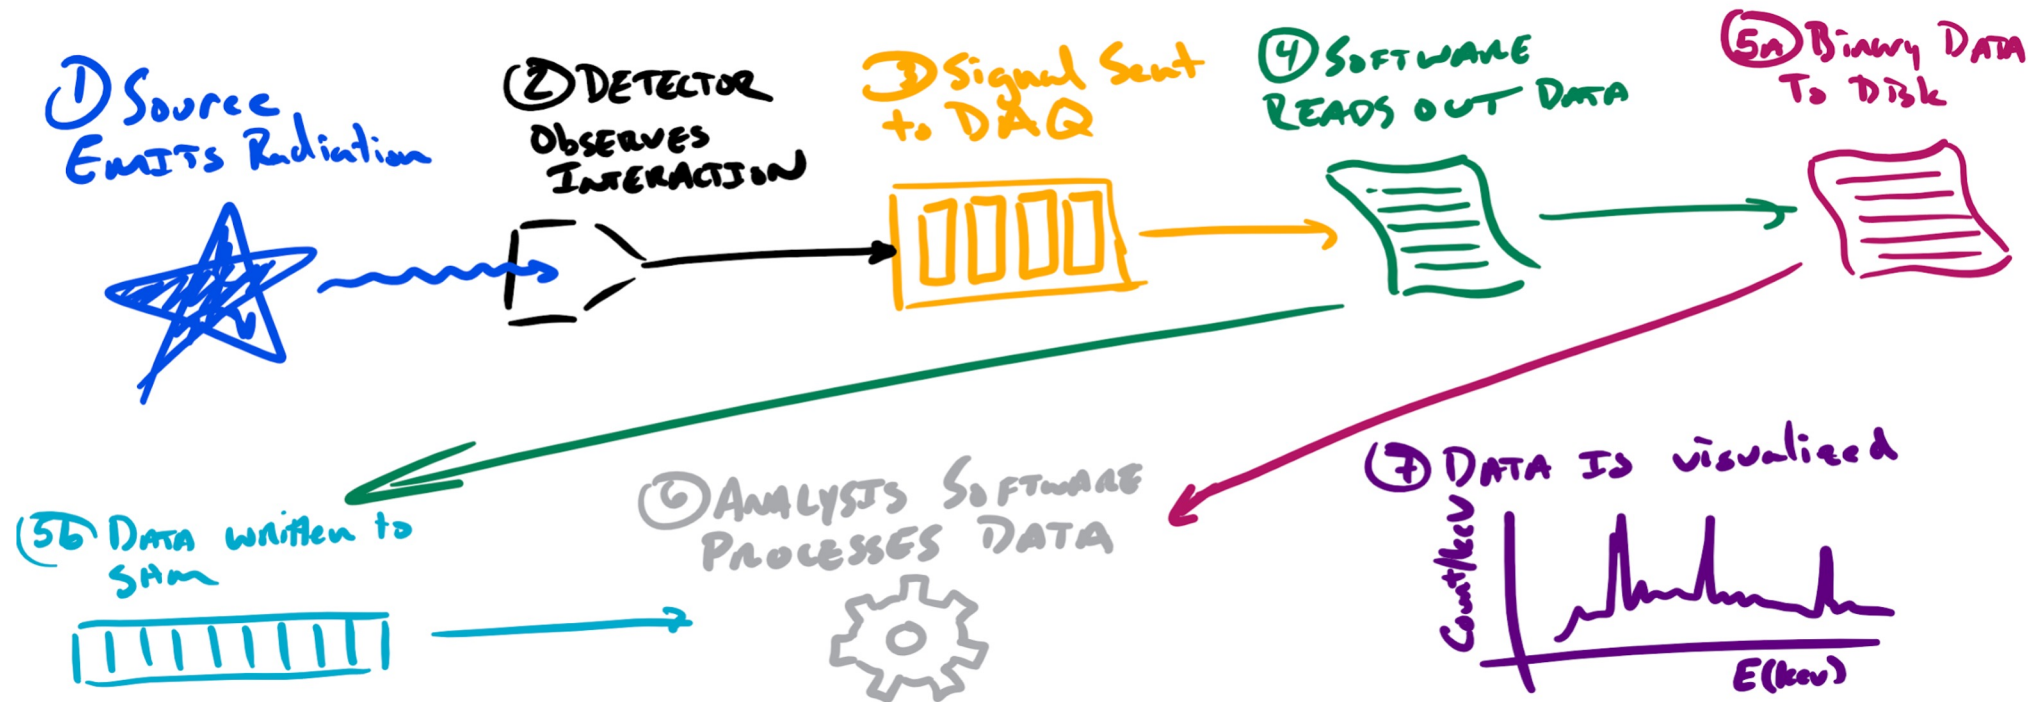 ① Source
Emits Radiation
② DETECTOR
Observes
Interaction
③ Signal Sent
to DAQ
④ Software
Reads out Data
5a Binary Data
To Disk
5b Data written to
SHM
⑥ Analysis Software
Processes Data
⑦ Data Is visualized
Count/keV
E(keV)